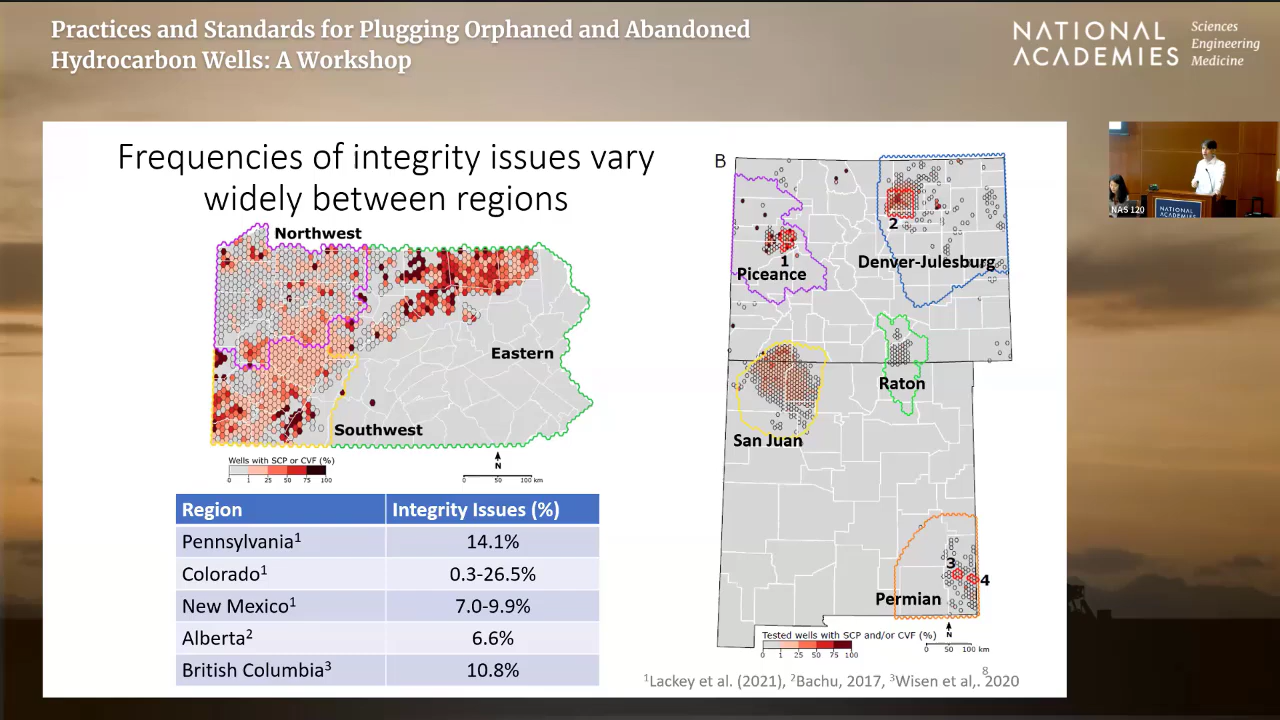 Practices and Standards for Plugging Orphaned and Abandoned
Hydrocarbon Wells: A Workshop
NATIONAL
ACADEMIES
Sciences
Engineering
Medicine
Frequencies of integrity issues vary
widely between regions
Northwest
Eastern
Southwest
Wells with SCP or CVF (%)
0 1 25 50 75 100
N
0 50 100 km
Region Integrity Issues (%)
Pennsylvania¹ 14.1%
Colorado¹ 0.3-26.5%
New Mexico¹ 7.0-9.9%
Alberta² 6.6%
British Columbia³ 10.8%
B
2
1
Piceance
Denver-Julesburg
Raton
San Juan
3
4
Permian
Tested wells with SCP and/or CVF (%)
0 1 25 50 75 100
N
0 50 100 km
8
¹Lackey et al. (2021), ²Bachu, 2017, ³Wisen et al,. 2020
NAS 120
NATIONAL
ACADEMIES